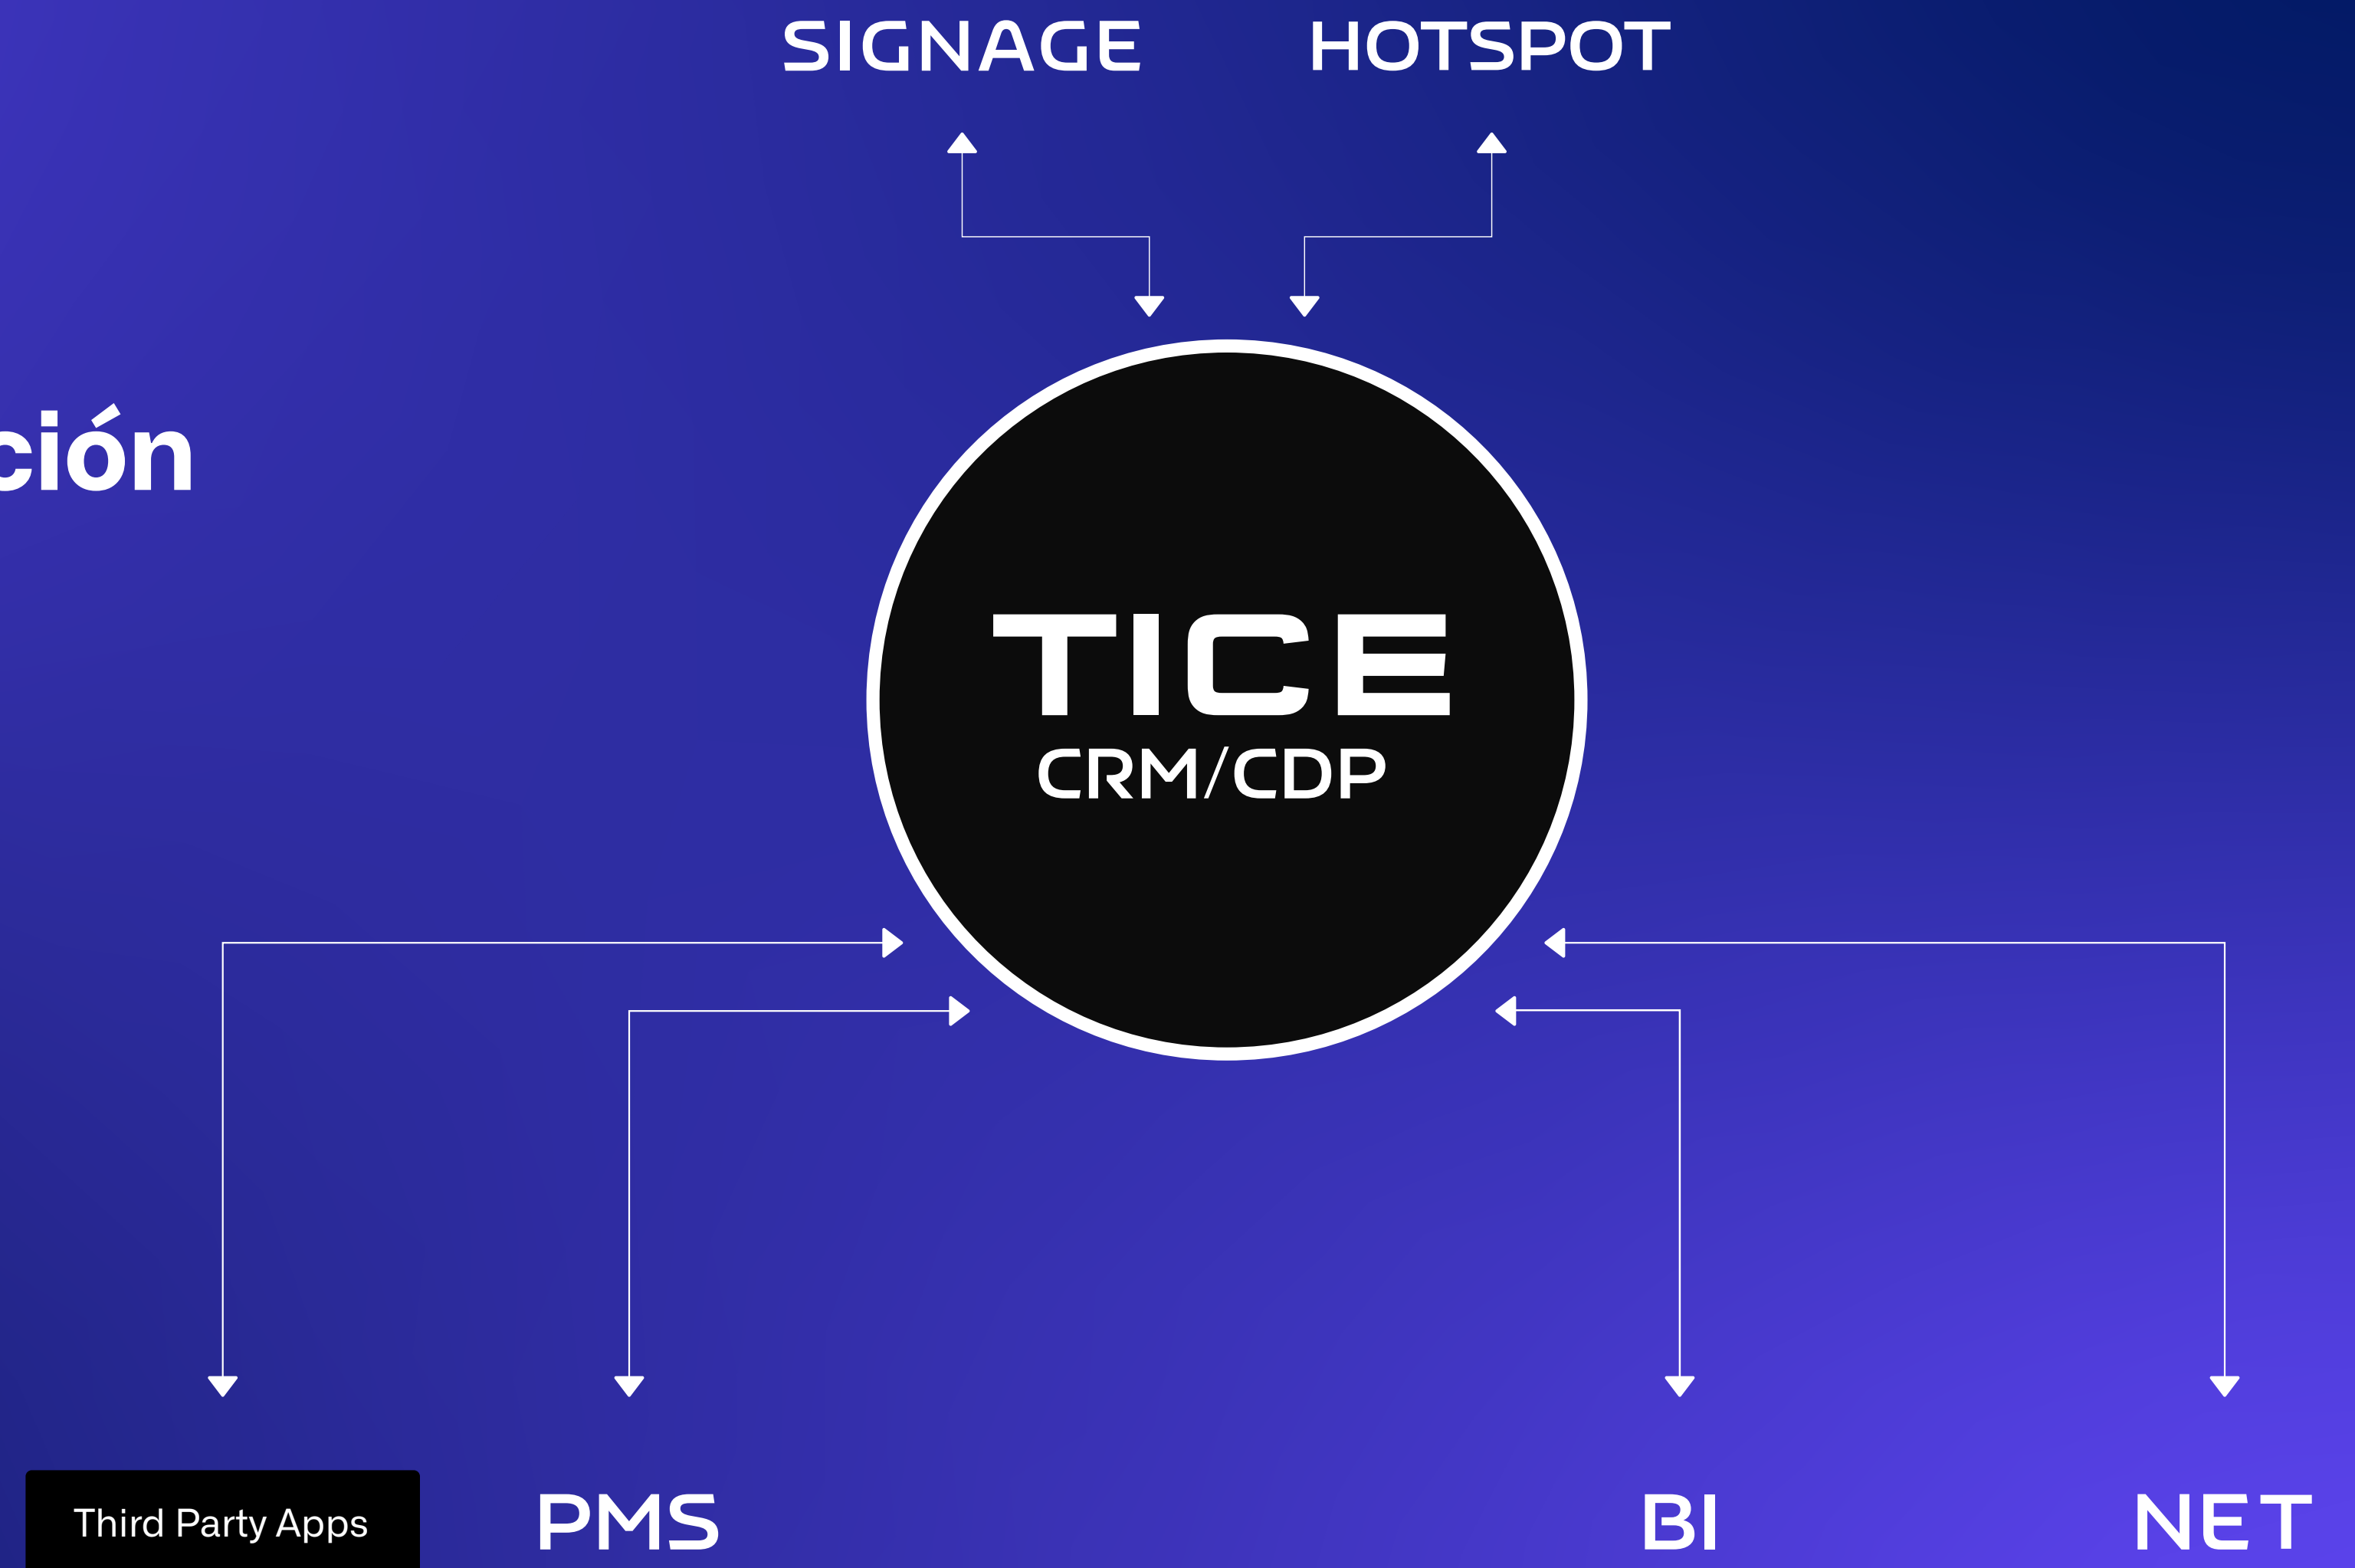 SIGNAGE HOTSPOT
ción
TICE
CRM/CDP
Third Party Apps PMS BI NET